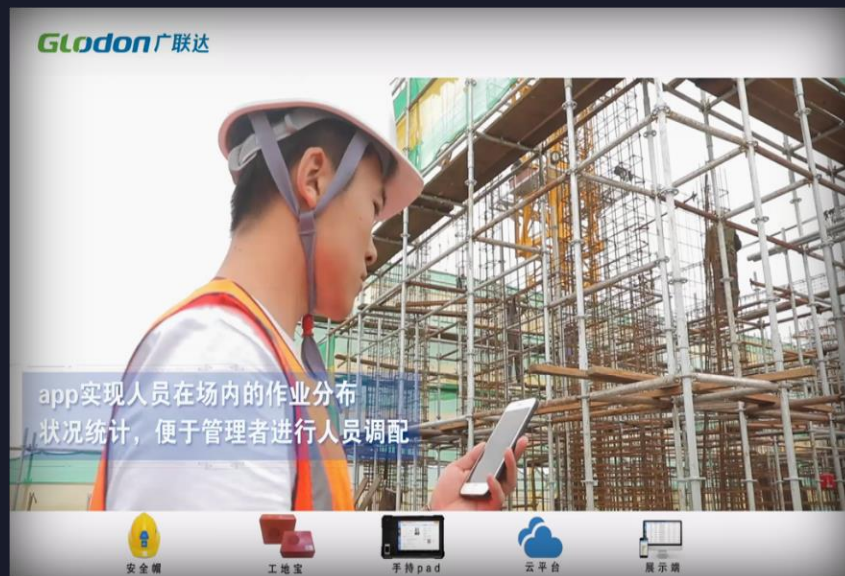 GLodon广联达
app实现人员在场内的作业分布
状况统计，便于管理者进行人员调配
安全帽
工地宝
手持pad
云平台
展示端